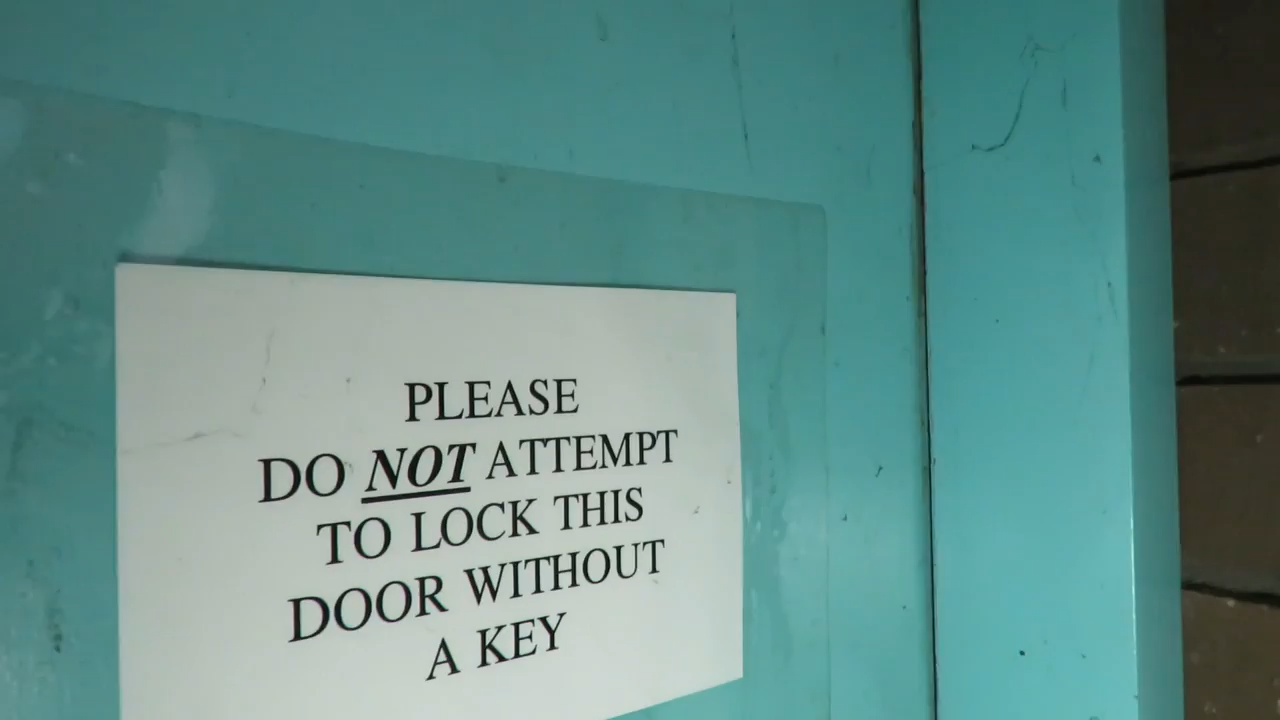 PLEASE
DO NOT ATTEMPT
TO LOCK THIS
DOOR WITHOUT
A KEY